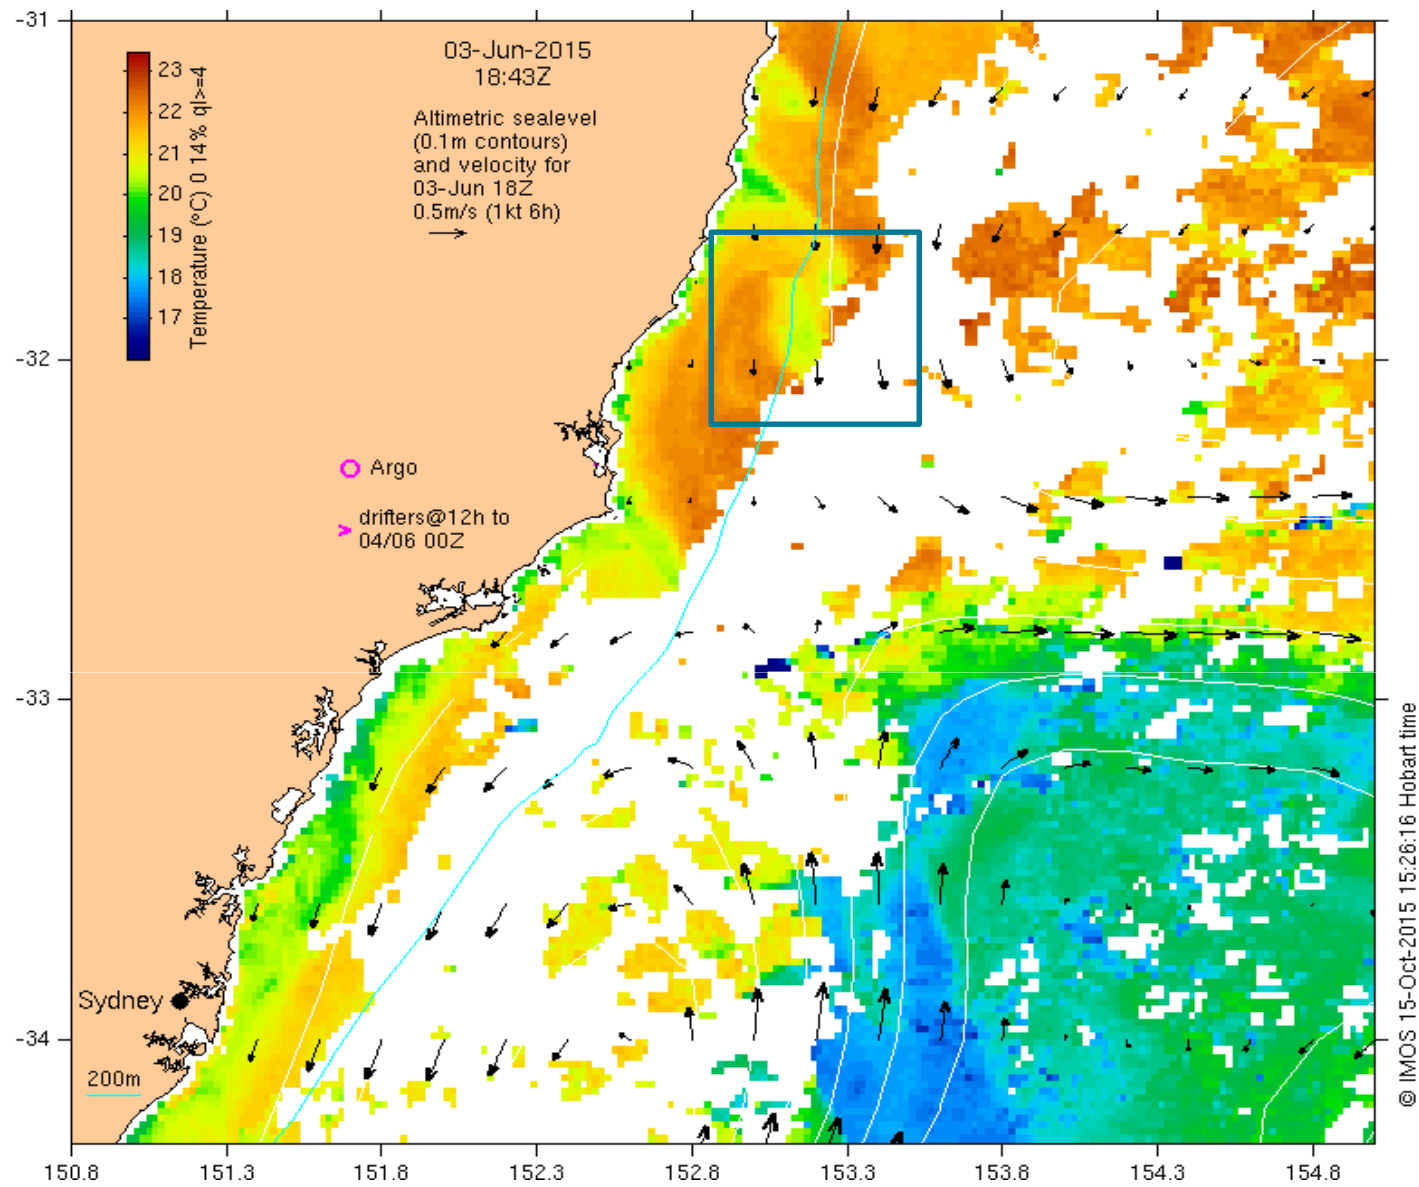 -31
-32
-33
-34
03-Jun-2015
18:43Z
Altimetric sealevel
(0.1m contours)
and velocity for
03-Jun 18Z
0.5m/s (1kt 6h)
23
22
21
20
19
18
17
Temperature (°C) 0 14% ql>=4
Argo
drifters@12h to
04/06 00Z
Sydney
200m
150.8 151.3 151.8 152.3 152.8 153.3 153.8 154.3 154.8
© IMOS 15-Oct-2015 15:26:16 Hobart time